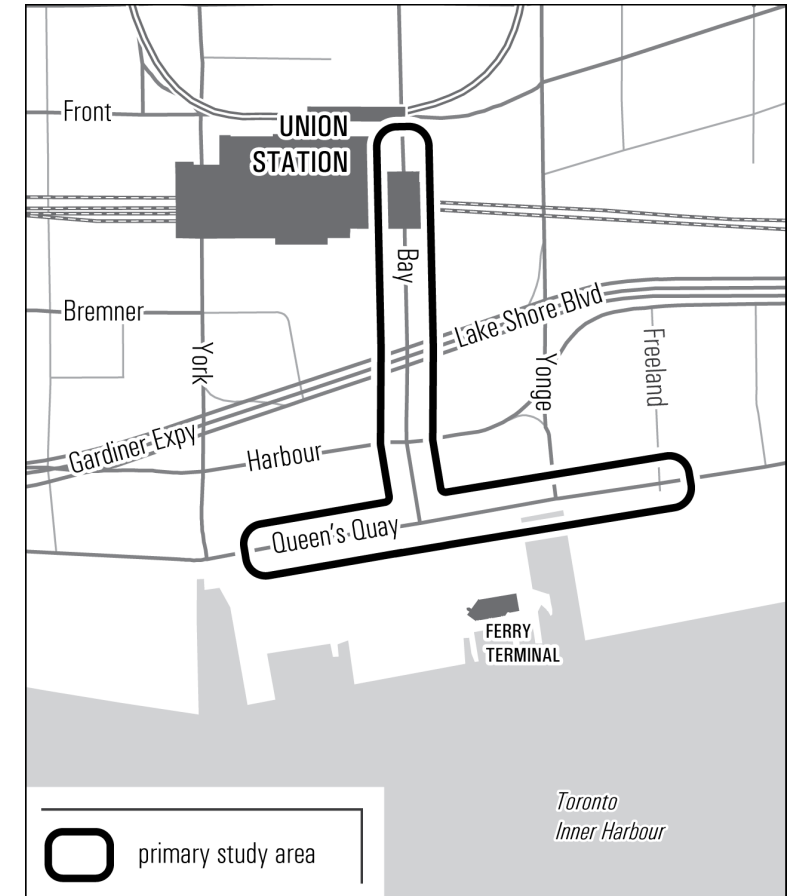 Front
UNION
STATION
Bay
Bremner
Lake Shore Blvd
York
Yonge
Freeland
Gardiner Expy
Harbour
Queen's Quay
FERRY
TERMINAL
Toronto
Inner Harbour
primary study area